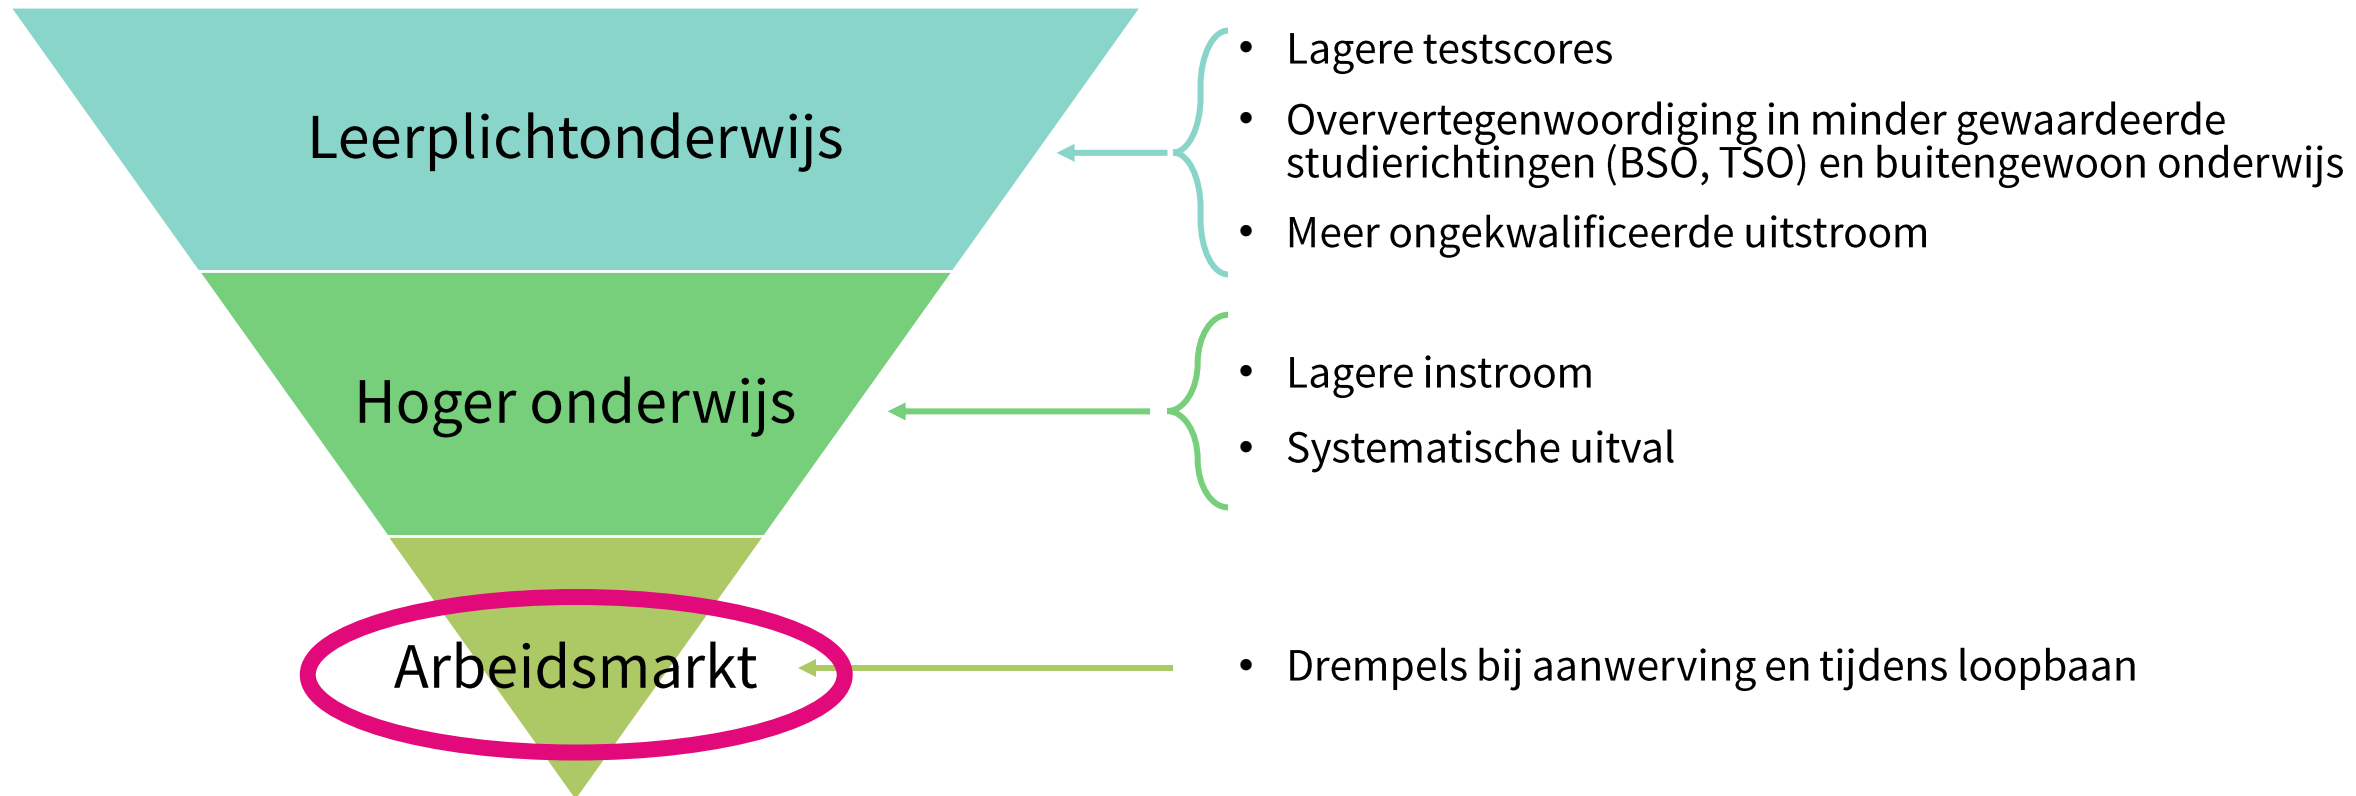 Leerplichtonderwijs
• Lagere testscores
• Oververtegenwoordiging in minder gewaardeerde
studierichtingen (BSO, TSO) en buitengewoon onderwijs
• Meer ongekwalificeerde uitstroom
Hoger onderwijs
• Lagere instroom
• Systematische uitval
Arbeidsmarkt
• Drempels bij aanwerving en tijdens loopbaan